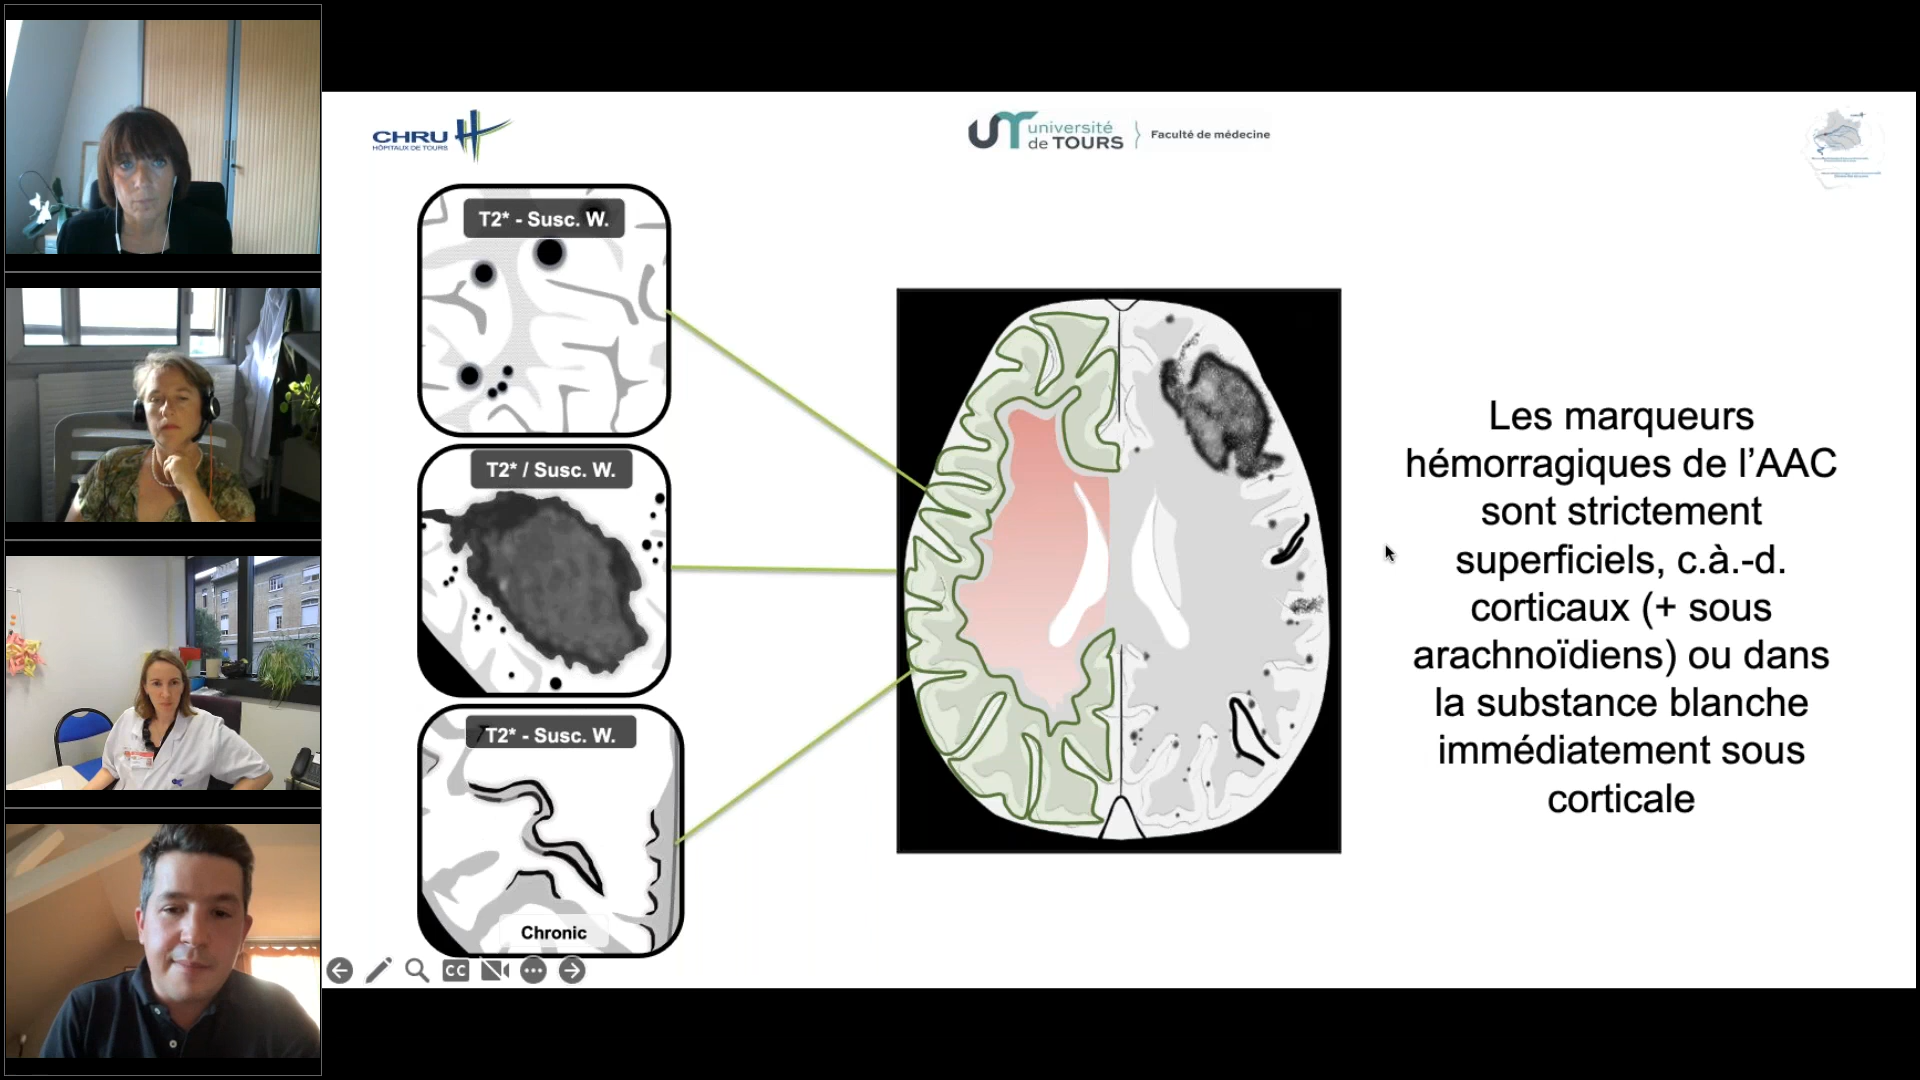 CHRU
HÔPITAUX DE TOURS
université
de TOURS
Faculté de médecine
T2* - Susc. W.
T2* / Susc. W.
T2* - Susc. W.
Chronic
Les marqueurs
hémorragiques de l’AAC
sont strictement
superficiels, c.à.-d.
corticaux (+ sous
arachnoïdiens) ou dans
la substance blanche
immédiatement sous
corticale
CC